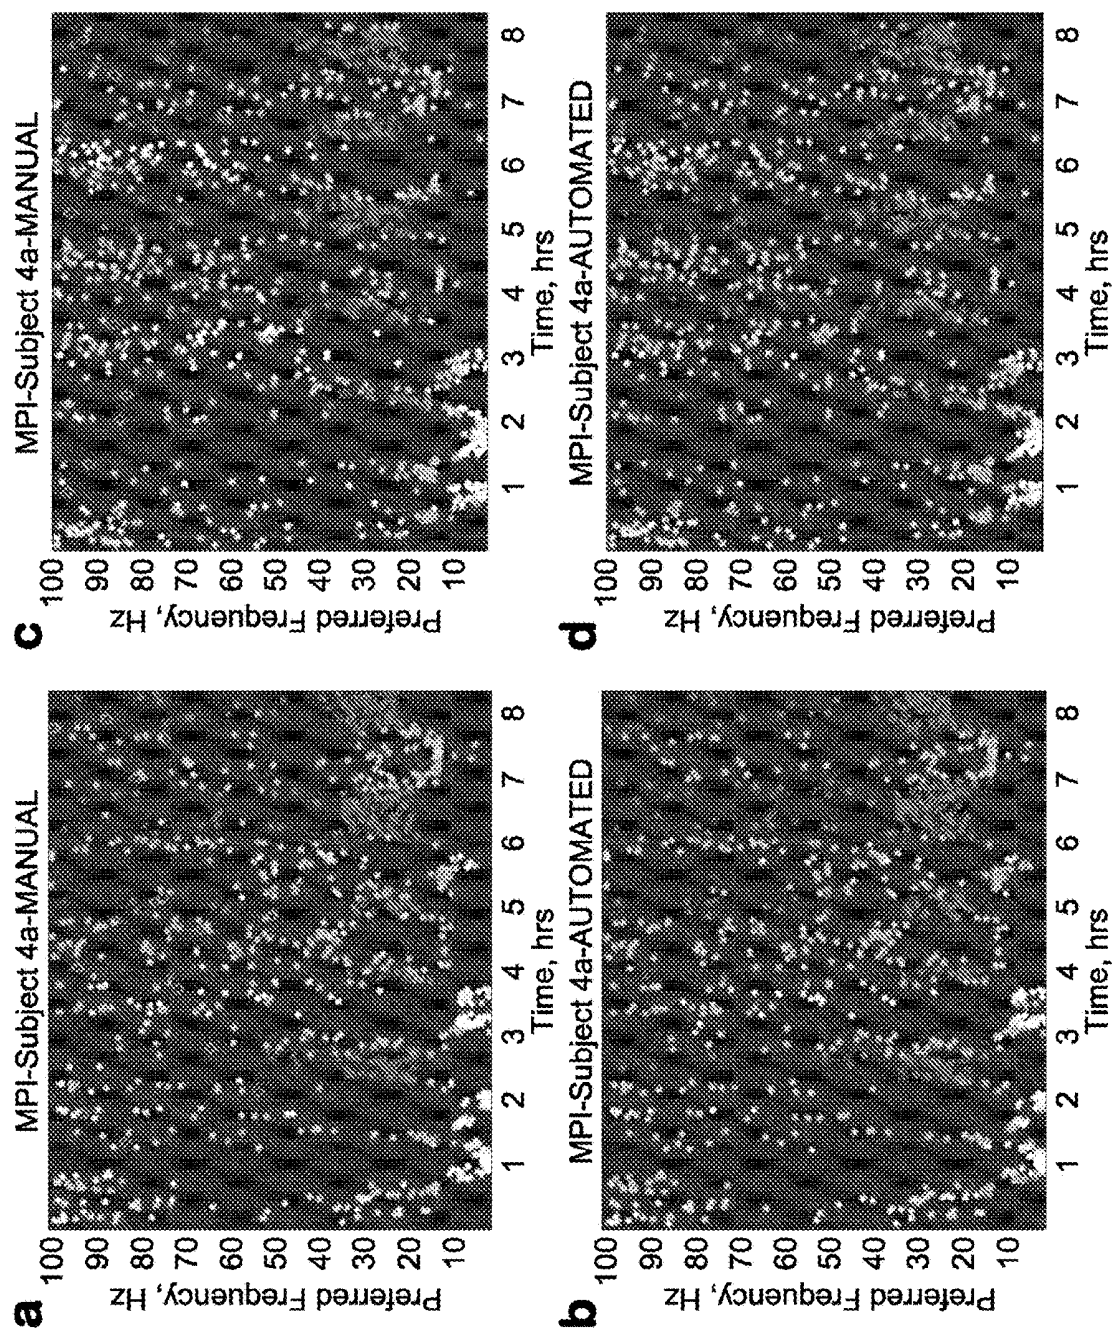 a
MPI-Subject 4a-MANUAL
Preferred Frequency, Hz
100
90
80
70
60
50
40
30
20
10
1 2 3 4 5 6 7 8
Time, hrs
c
MPI-Subject 4a-MANUAL
Preferred Frequency, Hz
100
90
80
70
60
50
40
30
20
10
1 2 3 4 5 6 7 8
Time, hrs
b
MPI-Subject 4a-AUTOMATED
Preferred Frequency, Hz
100
90
80
70
60
50
40
30
20
10
1 2 3 4 5 6 7 8
Time, hrs
d
MPI-Subject 4a-AUTOMATED
Preferred Frequency, Hz
100
90
80
70
60
50
40
30
20
10
1 2 3 4 5 6 7 8
Time, hrs